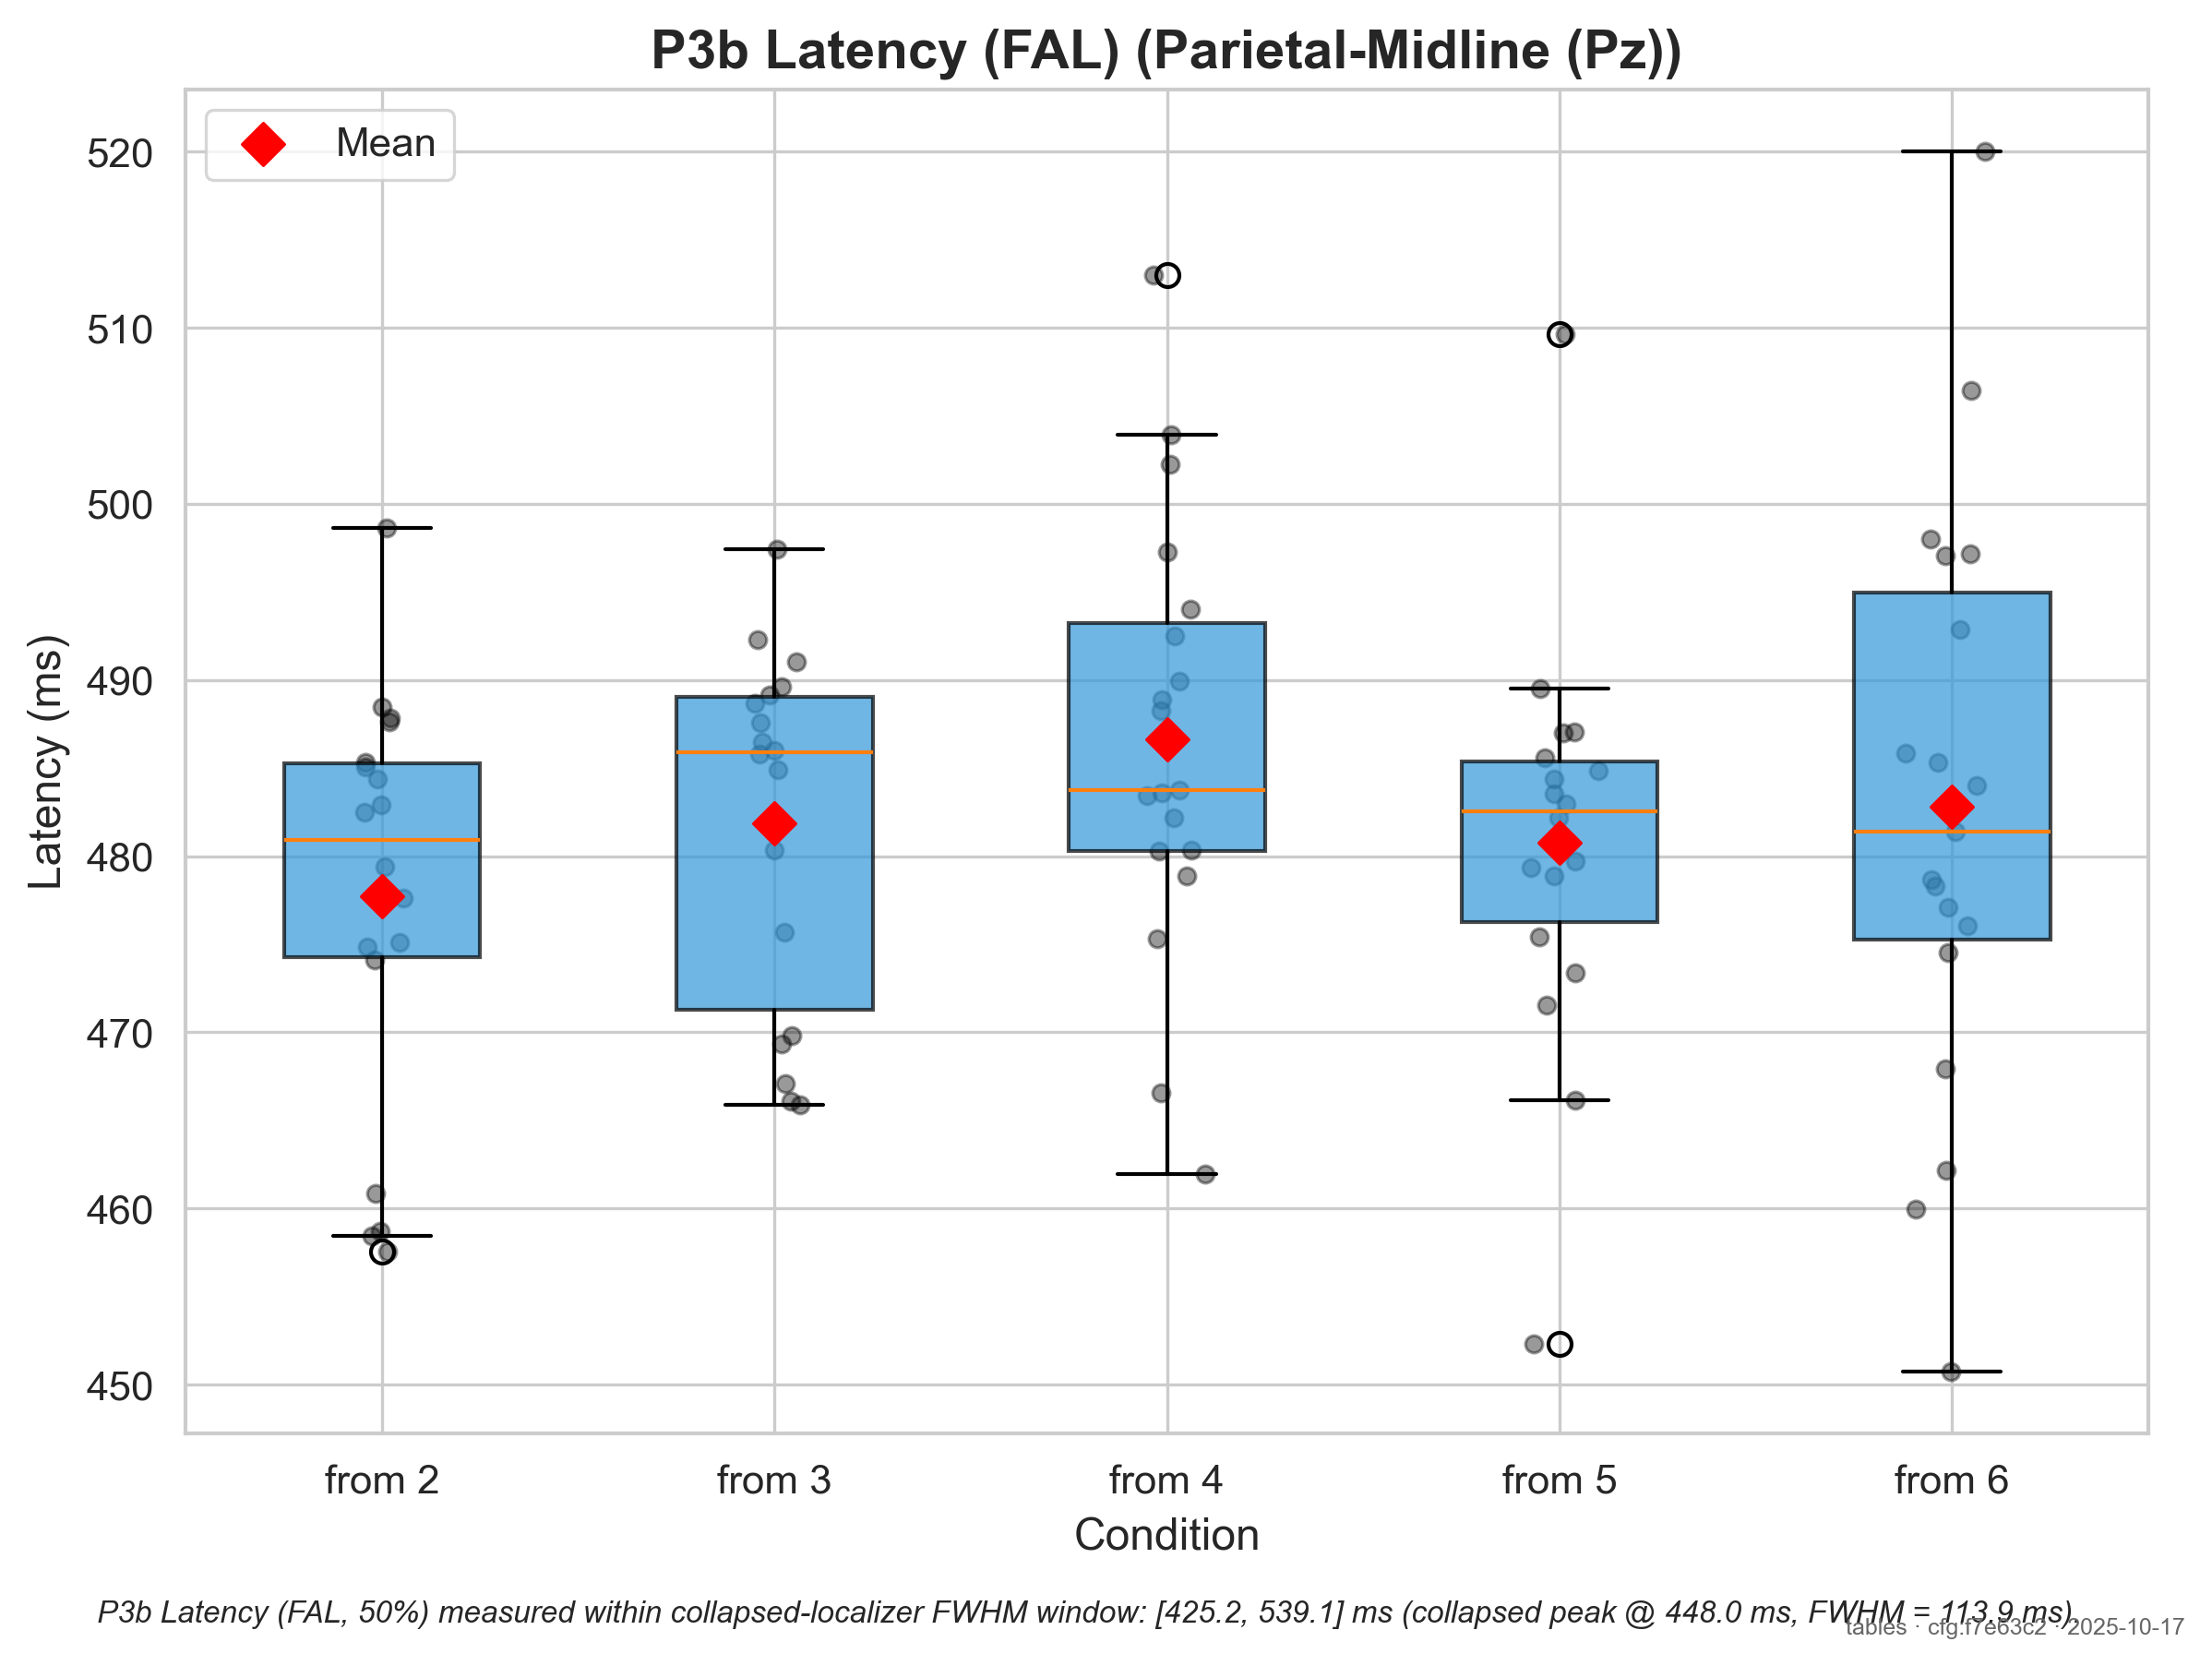 P3b Latency (FAL) (Parietal-Midline (Pz))
Mean
520
510
500
490
480
470
460
450
Latency (ms)
from 2
from 3
from 4
from 5
from 6
Condition
P3b Latency (FAL, 50%) measured within collapsed-localizer FWHM window: [425.2, 539.1] ms (collapsed peak @ 448.0 ms, FWHM = 113.9 ms).
tables · cfg:f7e63c2 · 2025-10-17